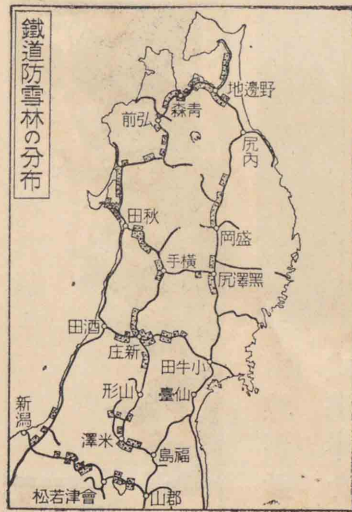 鐵道防雪林の分布
地邊野
森青
前弘
内尻
田秋
岡盛
手横
尻澤黑
田酒
庄新
田牛小
形山
臺仙
新潟
澤米
島福
松若津會
山郡